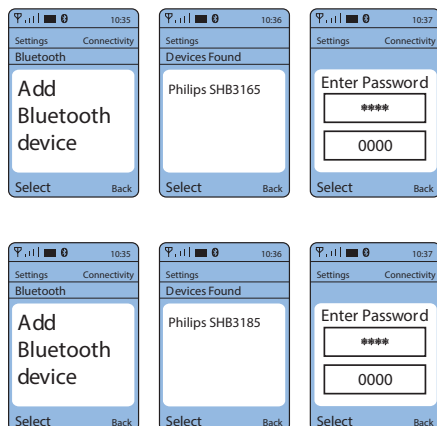 10:35
Settings Connectivity
Bluetooth
Add
Bluetooth
device
Select Back
10:36
Settings
Devices Found
Philips SHB3165
Select Back
10:37
Settings Connectivity
Enter Password
****
0000
Select Back
10:35
Settings Connectivity
Bluetooth
Add
Bluetooth
device
Select Back
10:36
Settings
Devices Found
Philips SHB3185
Select Back
10:37
Settings Connectivity
Enter Password
****
0000
Select Back